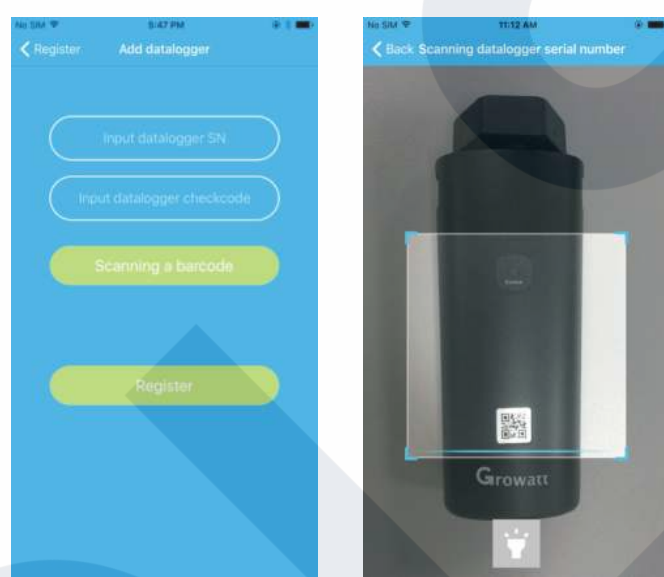 No SIM 5:47 PM
Register Add datalogger
Input datalogger SN
Input datalogger checkcode
Scanning a barcode
Register
No SIM 11:12 AM
Back Scanning datalogger serial number
Growatt